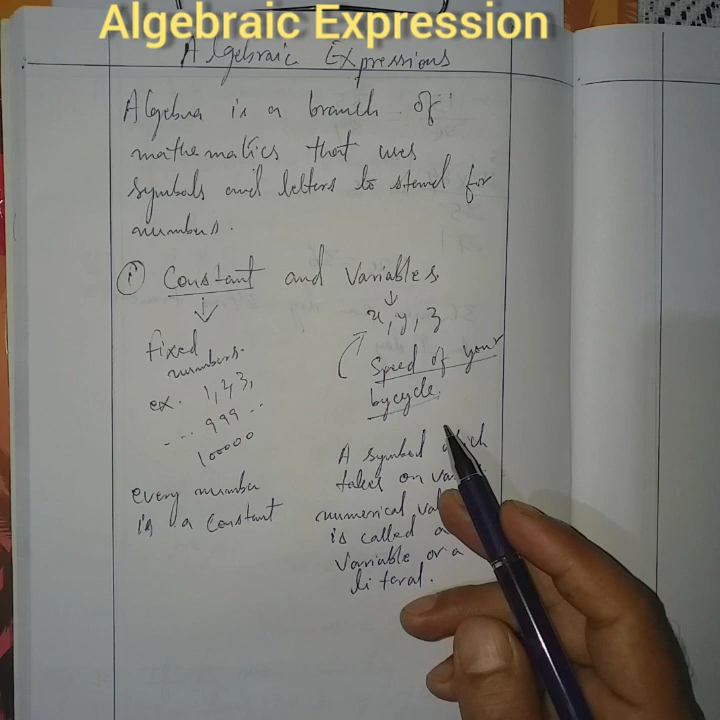 Algebraic Expression
Algebraic Expressions
Algebra is a branch of
mathematics that uses
symbols and letters to stand for
numbers.
① Constant and Variables
↓ ↓
fixed
numbers.
ex. 1, 2, 3,
... 999 ..
100000
every number
is a constant
x, y, z
Speed of your
bycycle.
A symbol
takes on
numerical
is called a
Variable or a
literal.